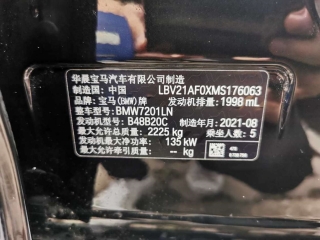 华晨宝马汽车有限公司制造
制造国: 中国 LBV21AF0XMS176063
品牌: 宝马(BMW)牌 发动机排量: 1998 mL
整车型号: BMW7201LN
发动机型号: B48B20C 制造年月: 2021-08
最大允许总质量: 2225 kg 乘坐人数: 5
发动机最大净功率: 135 kW
最大允许牵引质量: -- kg